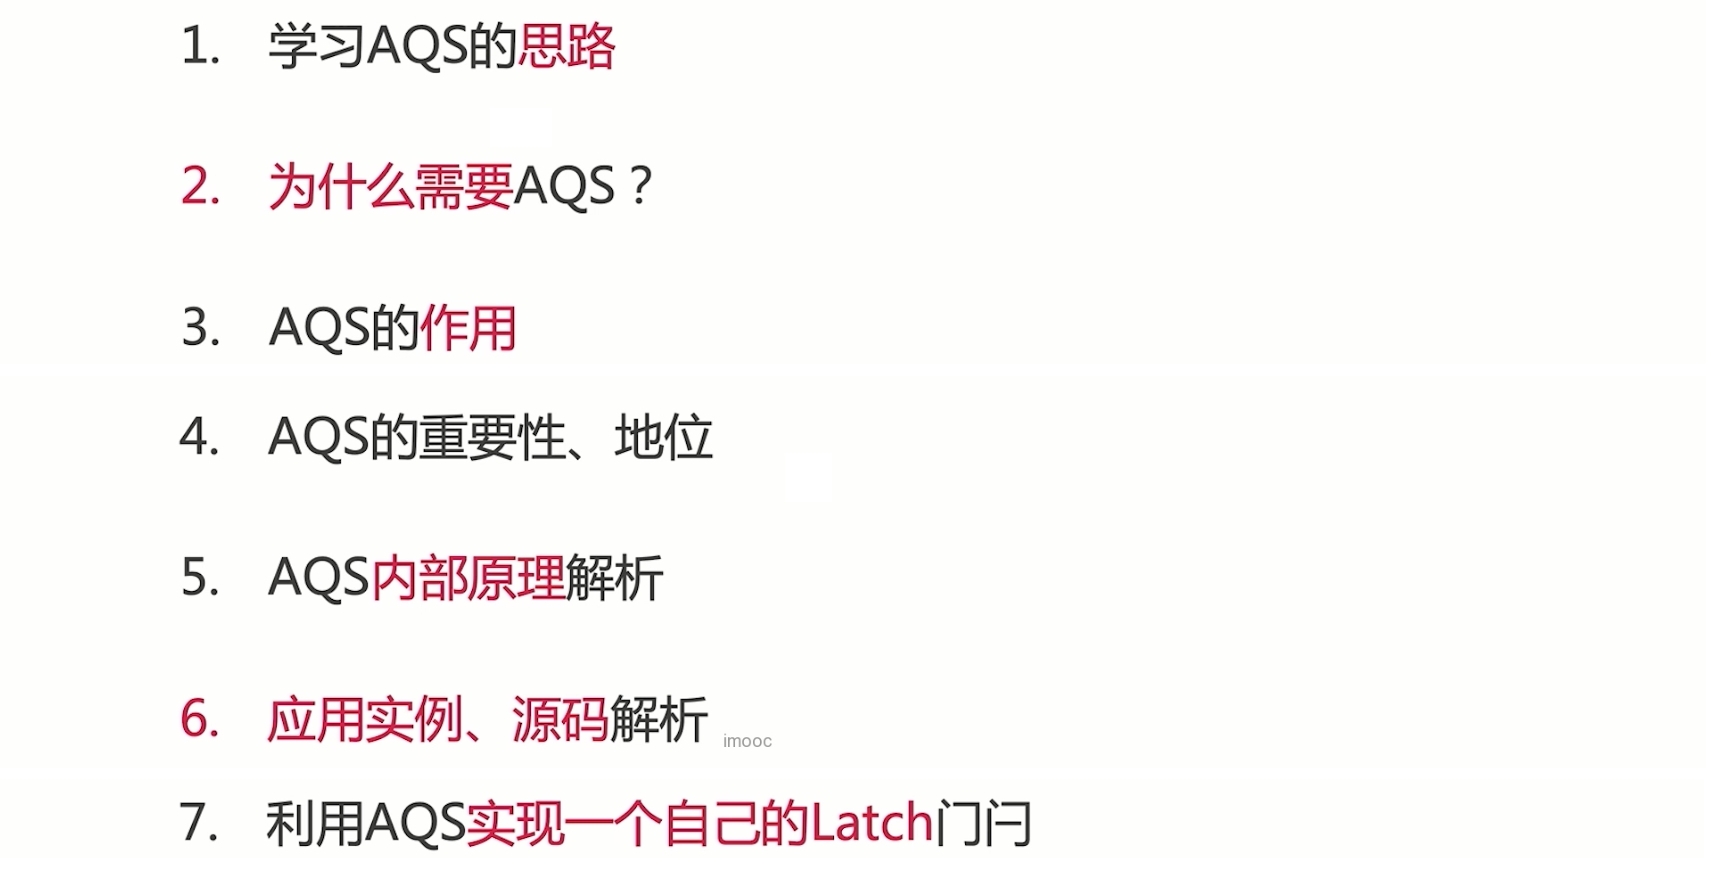 1. 学习AQS的思路
2. 为什么需要AQS？
3. AQS的作用
4. AQS的重要性、地位
5. AQS内部原理解析
6. 应用实例、源码解析
imooc
7. 利用AQS实现一个自己的Latch门闩